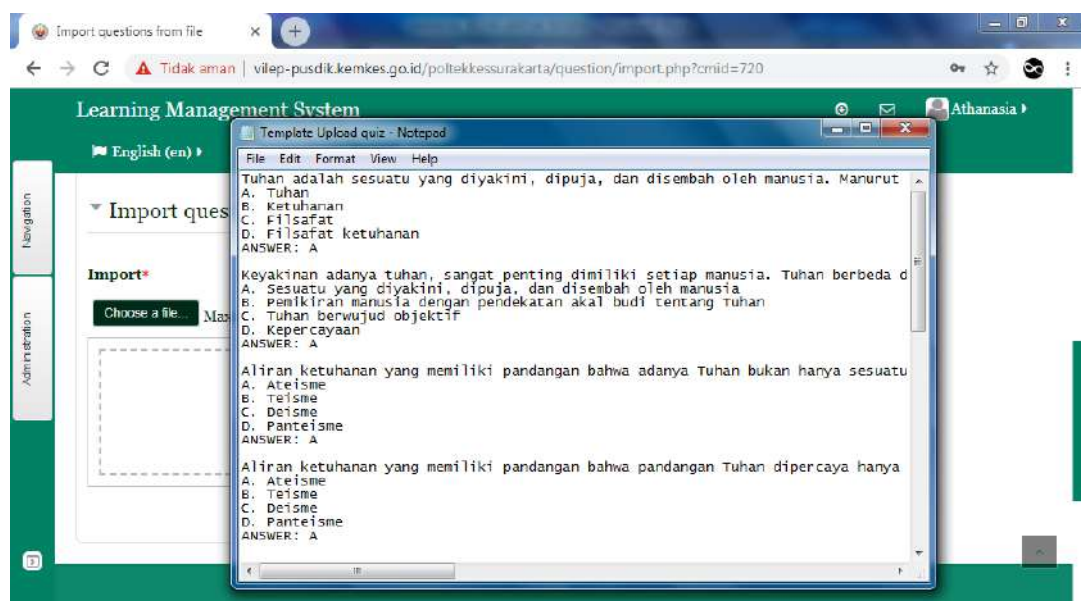 Import questions from file
Tidak aman | vilep-pusdik.kemkes.go.id/poltekkessurakarta/question/import.php?cmid=720
Learning Management System
Athanasia
English (en)
Navigation
Administration
Import ques
Import*
Choose a file...
Max
Template Upload quiz - Notepad
File Edit Format View Help
Tuhan adalah sesuatu yang diyakini, dipuja, dan disembah oleh manusia. Manurut
A. Tuhan
B. Ketuhanan
C. Filsafat
D. Filsafat ketuhanan
ANSWER: A
Keyakinan adanya tuhan, sangat penting dimiliki setiap manusia. Tuhan berbeda d
A. Sesuatu yang diyakini, dipuja, dan disembah oleh manusia
B. Pemikiran manusia dengan pendekatan akal budi tentang Tuhan
C. Tuhan berwujud objektif
D. Kepercayaan
ANSWER: A
Aliran ketuhanan yang memiliki pandangan bahwa adanya Tuhan bukan hanya sesuatu
A. Ateisme
B. Teisme
C. Deisme
D. Panteisme
ANSWER: A
Aliran ketuhanan yang memiliki pandangan bahwa pandangan Tuhan dipercaya hanya
A. Ateisme
B. Teisme
C. Deisme
D. Panteisme
ANSWER: A